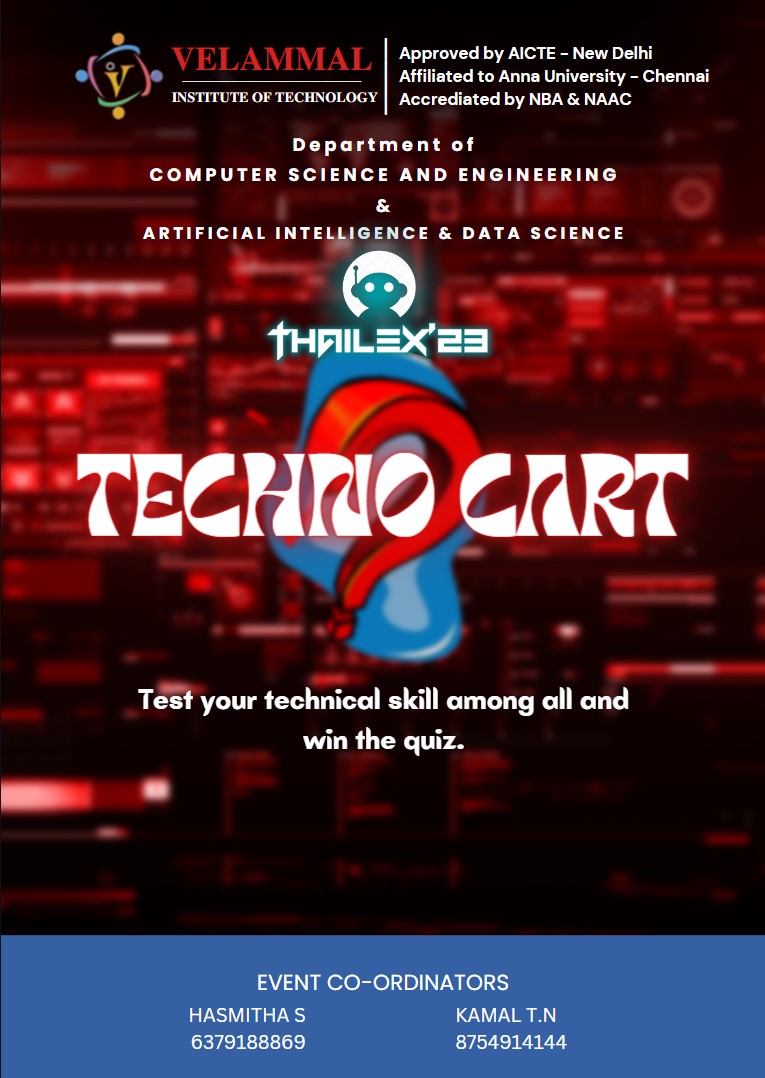 VELAMMAL
INSTITUTE OF TECHNOLOGY
Approved by AICTE - New Delhi
Affiliated to Anna University - Chennai
Accrediated by NBA & NAAC
Department of
COMPUTER SCIENCE AND ENGINEERING
&
ARTIFICIAL INTELLIGENCE & DATA SCIENCE
THAILEX'23
TECHNO CART
Test your technical skill among all and
win the quiz.
EVENT CO-ORDINATORS
HASMITHA S KAMAL T.N
6379188869 8754914144